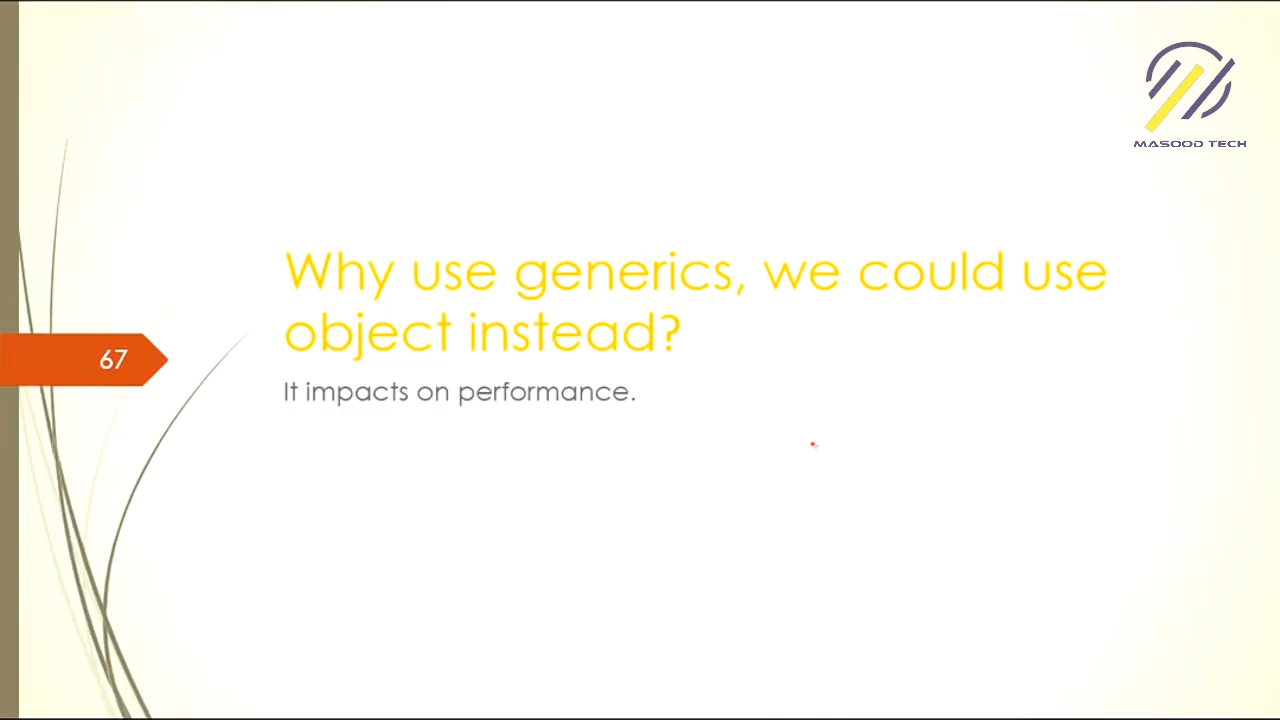 MASOOD TECH
Why use generics, we could use
object instead?
67
It impacts on performance.